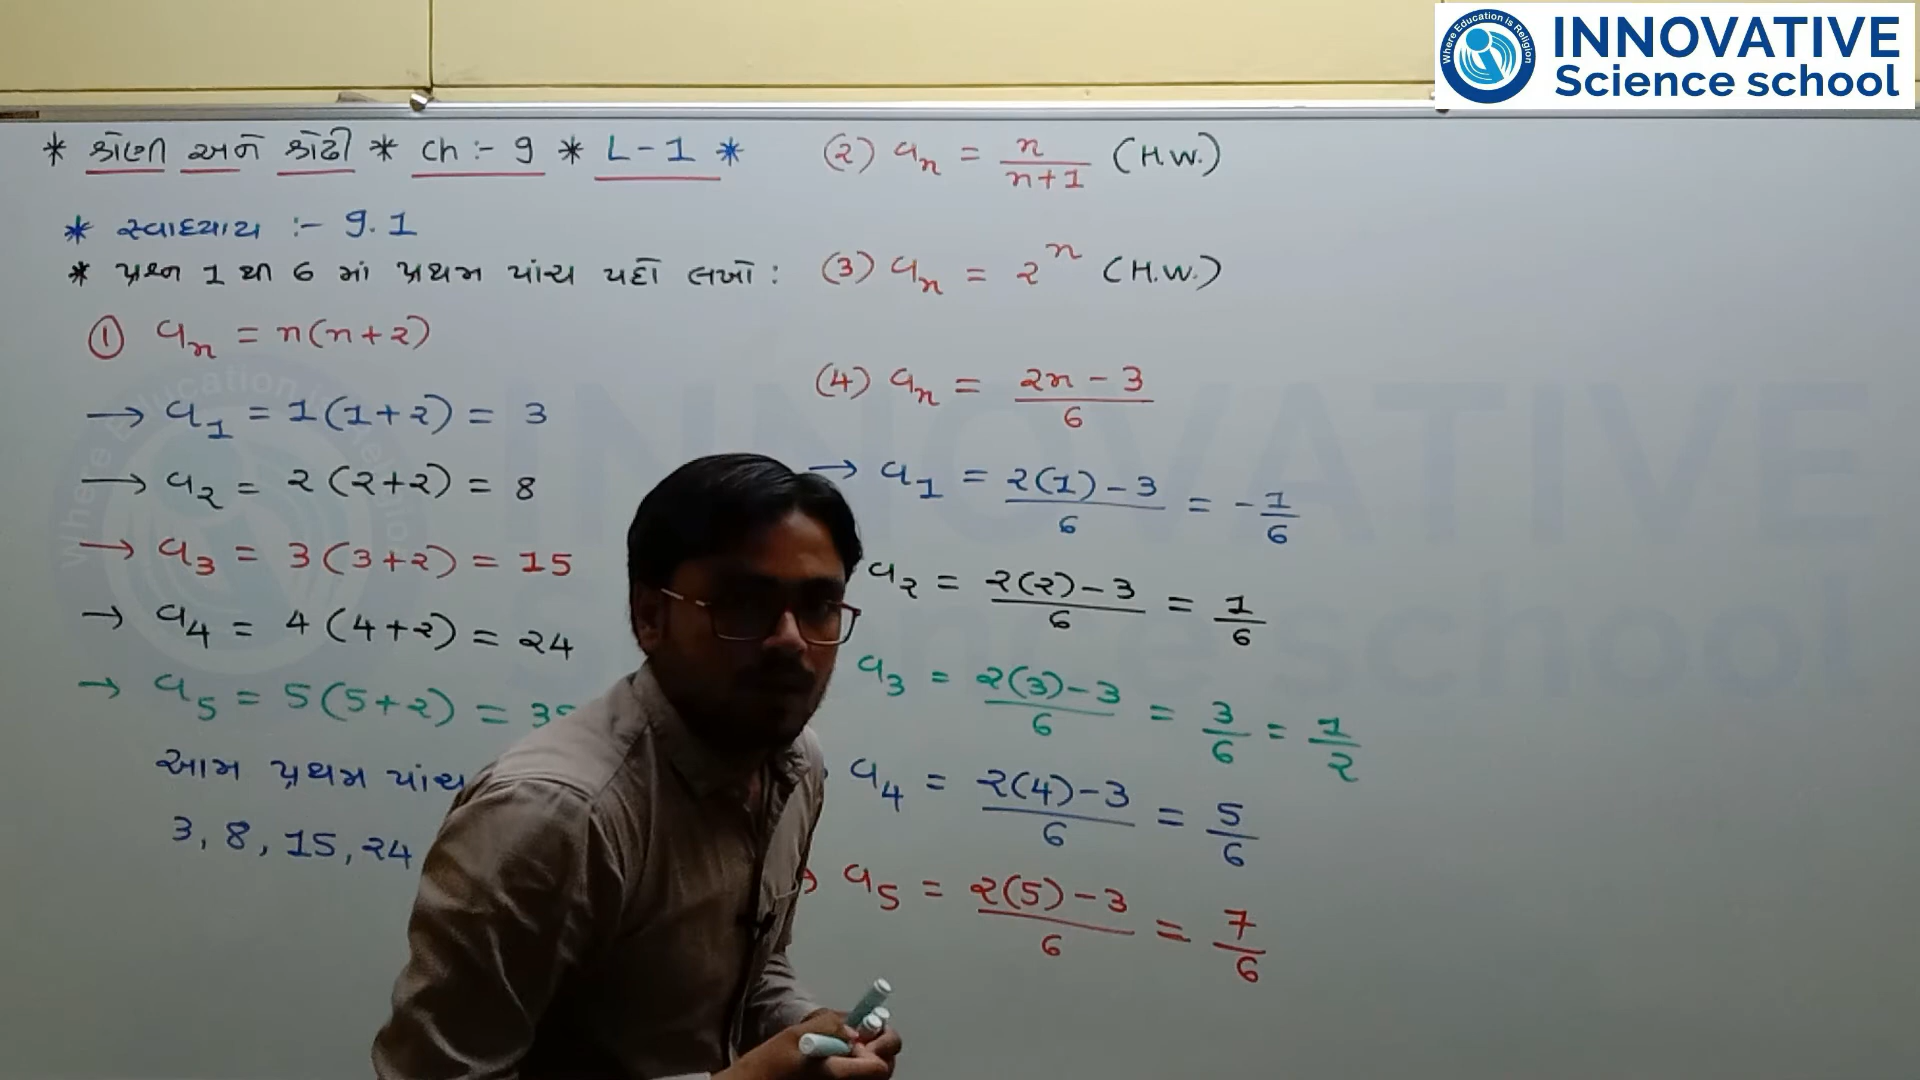 Where Education is Religion
INNOVATIVE
Science school
* શ્રેણી અને શ્રેઢી * ch :- 9 * L - 1 *
* સ્વાધ્યાય :- 9.1
* પ્રશ્ન 1 થી 6 માં પ્રથમ પાંચ પદો લખો :
① aₙ = n(n+2)
→ a₁ = 1(1+2) = 3
→ a₂ = 2(2+2) = 8
→ a₃ = 3(3+2) = 15
→ a₄ = 4(4+2) = 24
→ a₅ = 5(5+2) = 35
આમ પ્રથમ પાંચ
3, 8, 15, 24
(2) aₙ = n/(n+1) (H.W.)
(3) aₙ = 2ⁿ (H.W.)
(4) aₙ = (2n - 3)/6
→ a₁ = (2(1) - 3)/6 = -1/6
a₂ = (2(2) - 3)/6 = 1/6
a₃ = (2(3) - 3)/6 = 3/6 = 1/2
a₄ = (2(4) - 3)/6 = 5/6
→ a₅ = (2(5) - 3)/6 = 7/6